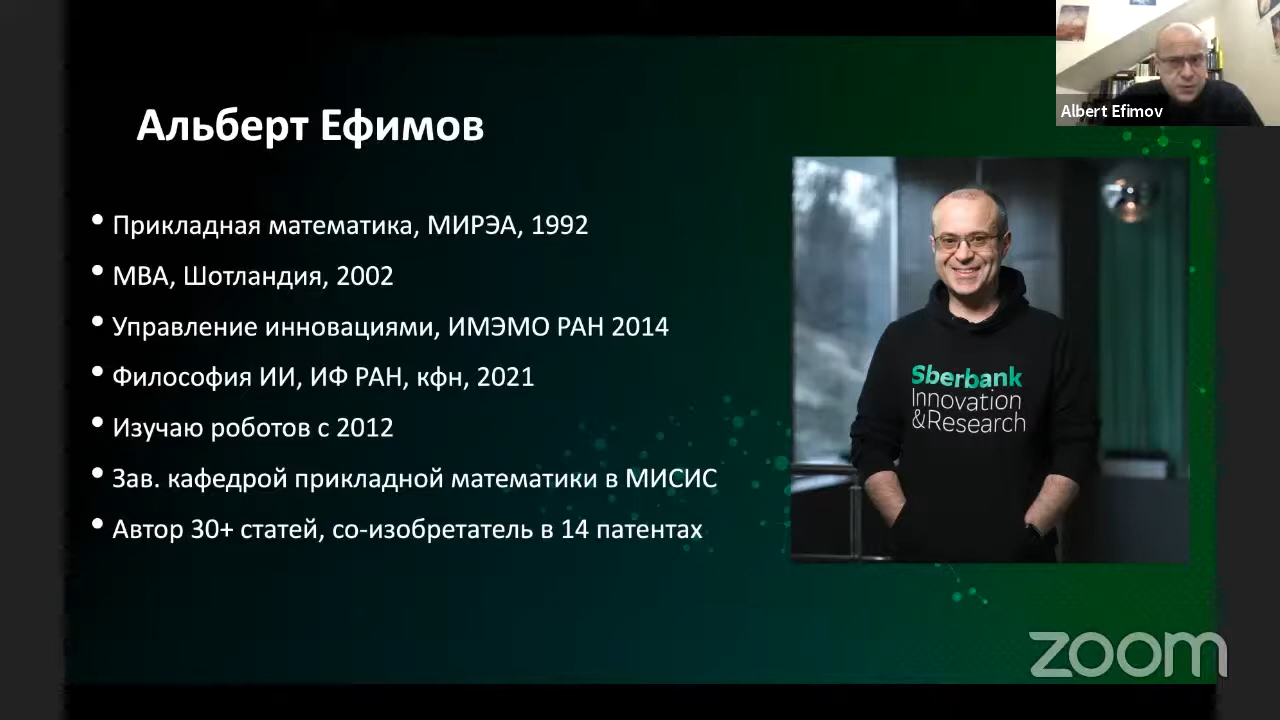 Albert Efimov
Альберт Ефимов
• Прикладная математика, МИРЭА, 1992
• MBA, Шотландия, 2002
• Управление инновациями, ИМЭМО РАН 2014
• Философия ИИ, ИФ РАН, кфн, 2021
• Изучаю роботов с 2012
• Зав. кафедрой прикладной математики в МИСИС
• Автор 30+ статей, со-изобретатель в 14 патентах
Sberbank
Innovation
&Research
zoom